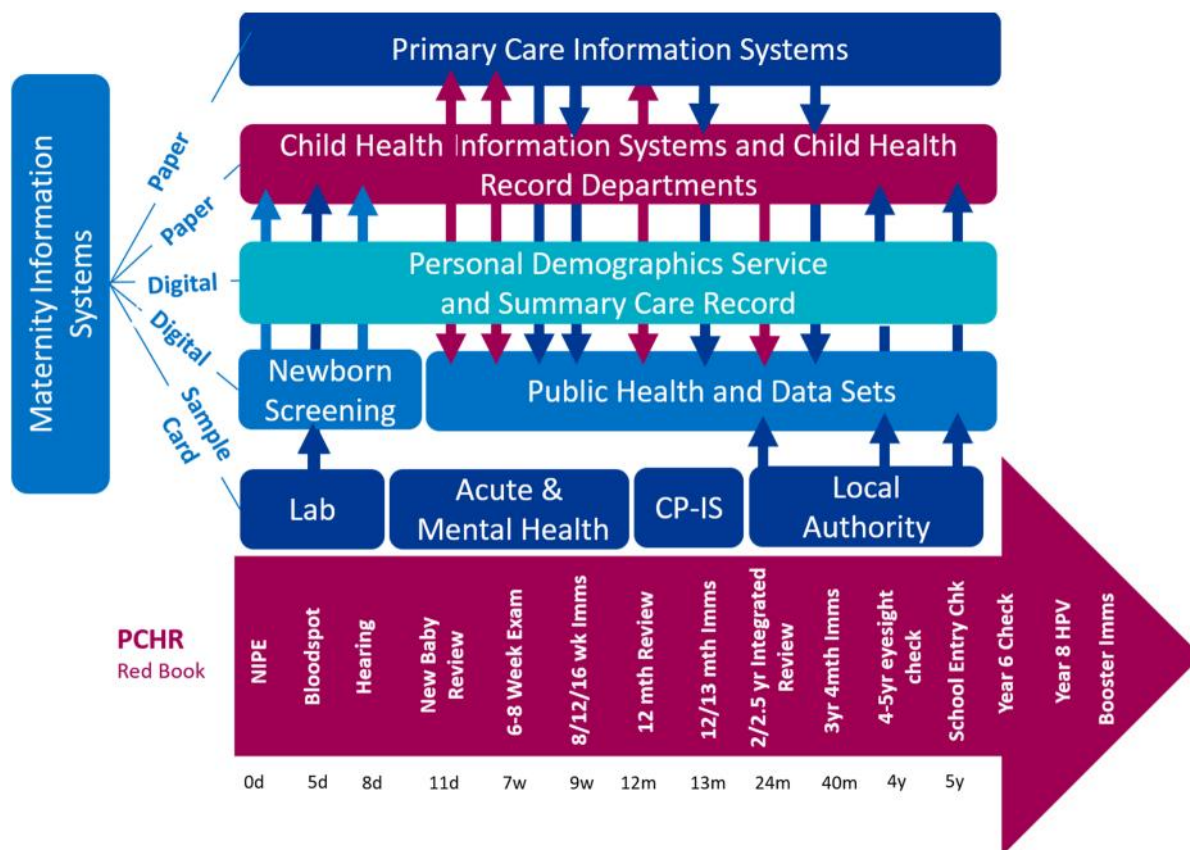 Primary Care Information Systems
Maternity Information
Systems
Paper
Paper
Digital
Digital
Sample
Card
Child Health Information Systems and Child Health
Record Departments
Personal Demographics Service
and Summary Care Record
Newborn
Screening
Public Health and Data Sets
Lab
Acute &
Mental Health
CP-IS
Local
Authority
PCHR
Red Book
NIPE
Bloodspot
Hearing
New Baby
Review
6-8 Week Exam
8/12/16 wk Imms
12 mth Review
12/13 mth Imms
2/2.5 yr Integrated
Review
3yr 4mth Imms
4-5yr eyesight
check
School Entry Chk
Year 6 Check
Year 8 HPV
Booster Imms
0d
5d
8d
11d
7w
9w
12m
13m
24m
40m
4y
5y